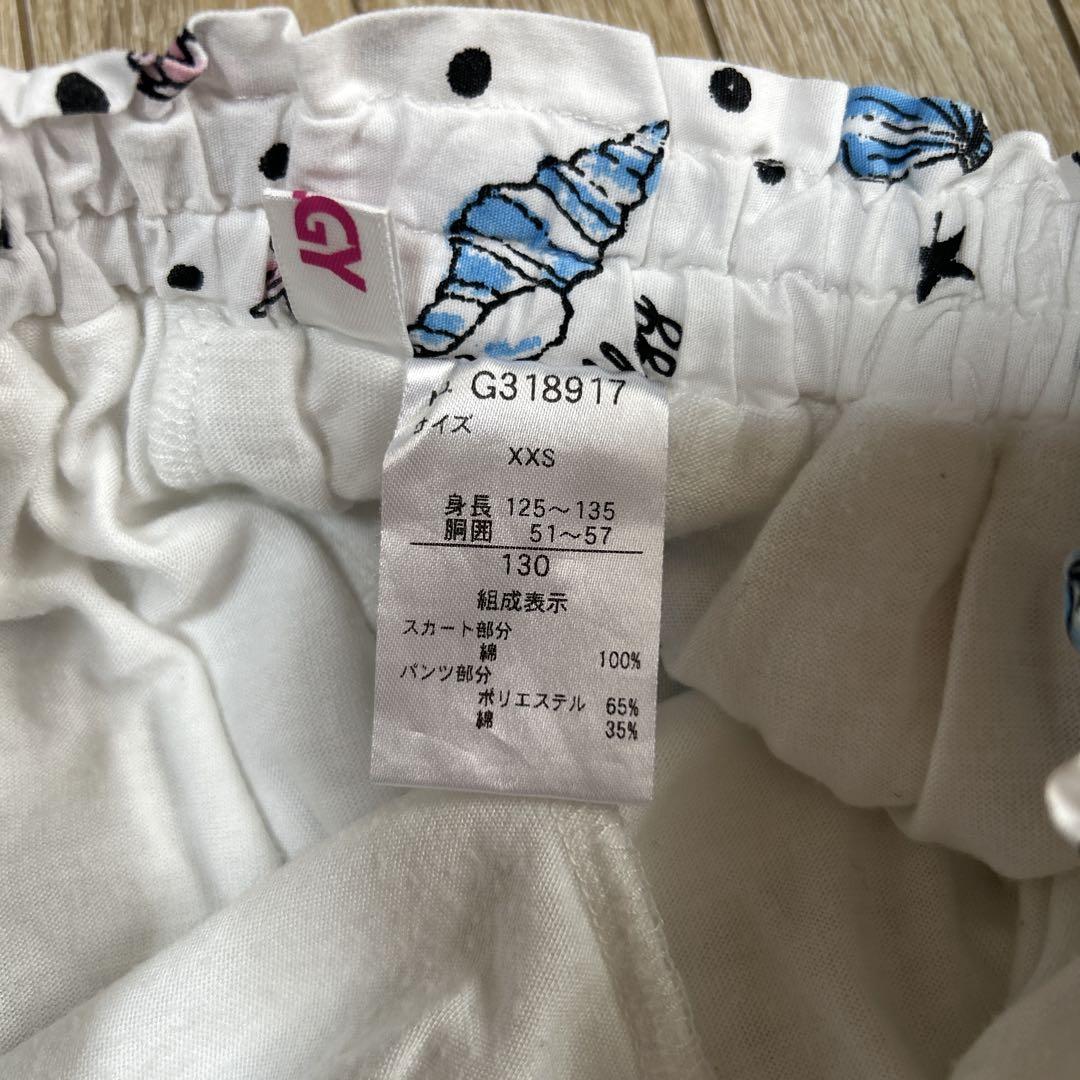 GY
G318917
サイズ
XXS
身長 125～135
胴囲 51～57
130
組成表示
スカート部分
綿 100%
パンツ部分
ポリエステル 65%
綿 35%